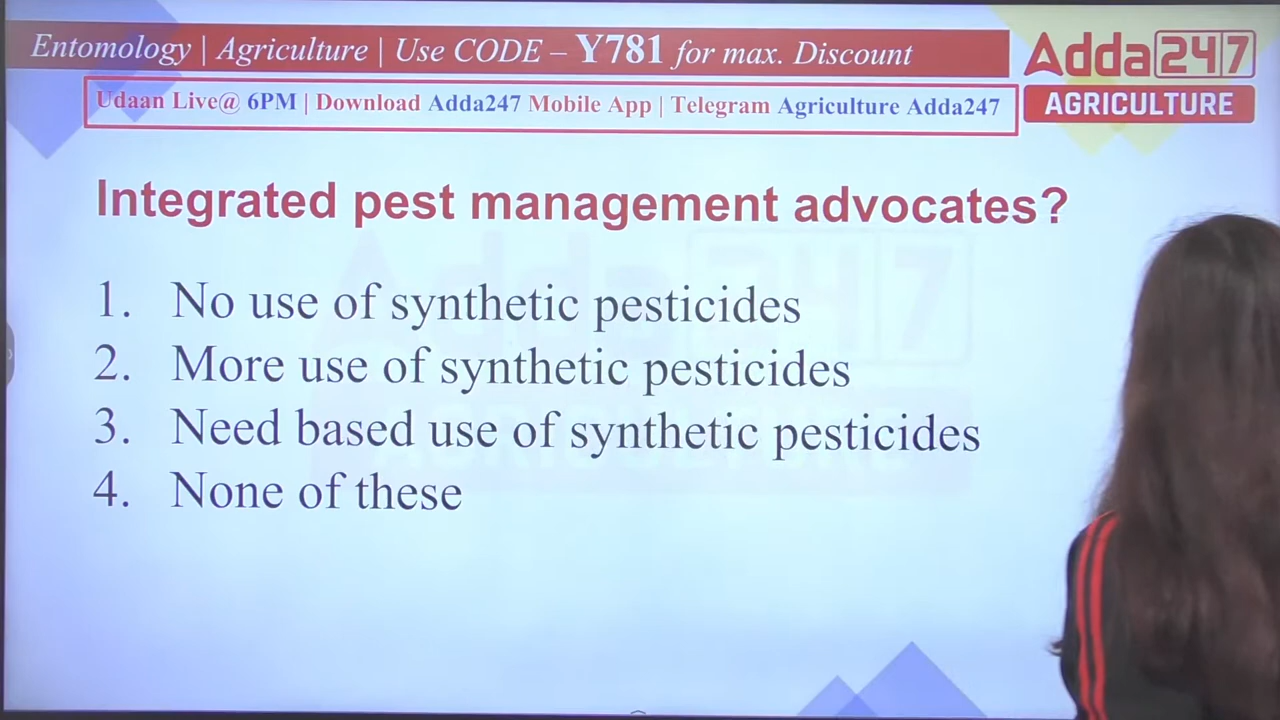 Entomology | Agriculture | Use CODE – Y781 for max. Discount
Adda247
AGRICULTURE
Udaan Live@ 6PM | Download Adda247 Mobile App | Telegram Agriculture Adda247
Integrated pest management advocates?
1. No use of synthetic pesticides
2. More use of synthetic pesticides
3. Need based use of synthetic pesticides
4. None of these